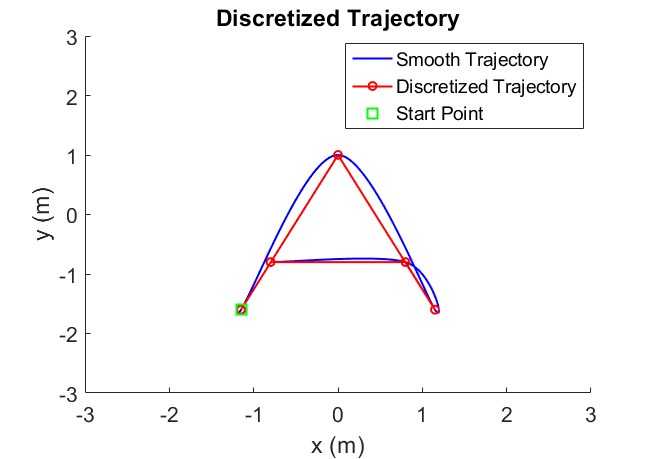 Discretized Trajectory
3
Smooth Trajectory
Discretized Trajectory
Start Point
2
1
0
-1
-2
-3
y (m)
-3
-2
-1
0
1
2
3
x (m)